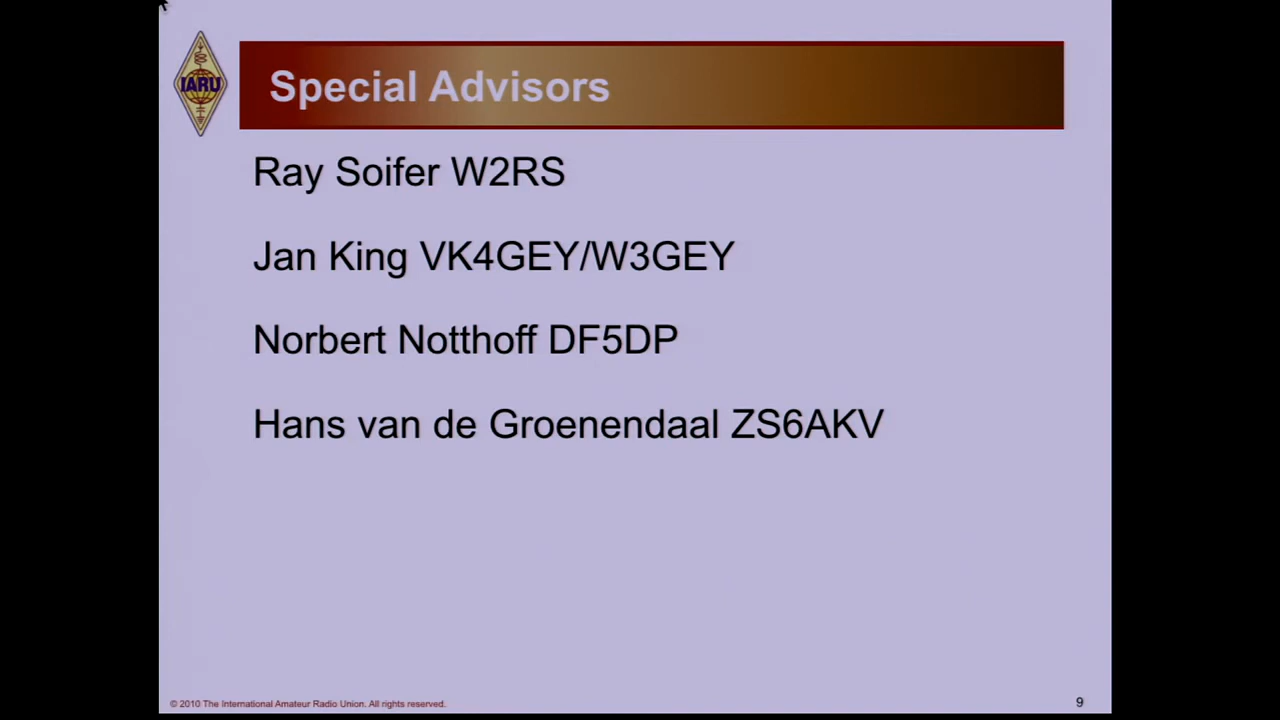 IARU
Special Advisors
Ray Soifer W2RS
Jan King VK4GEY/W3GEY
Norbert Notthoff DF5DP
Hans van de Groenendaal ZS6AKV
© 2010 The International Amateur Radio Union. All rights reserved.
9